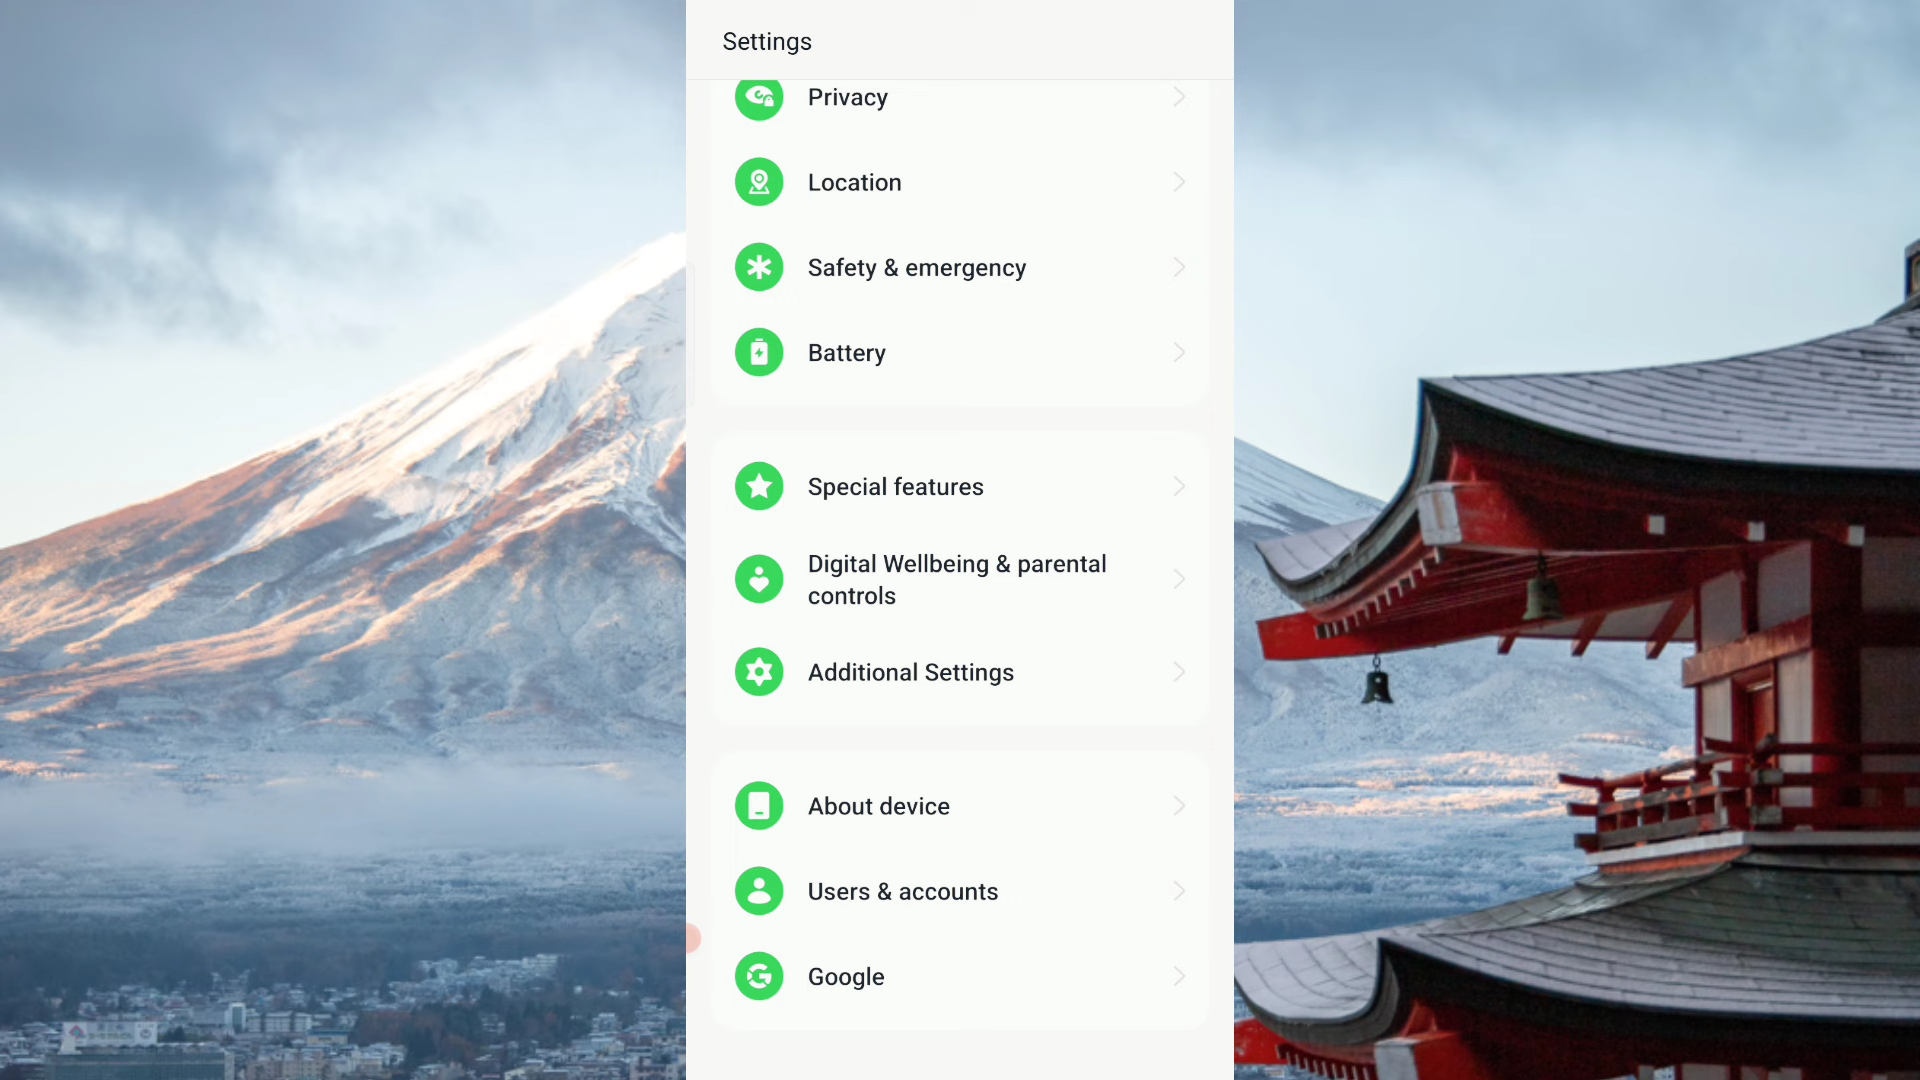 Settings
Privacy
Location
Safety & emergency
Battery
Special features
Digital Wellbeing & parental
controls
Additional Settings
About device
Users & accounts
Google